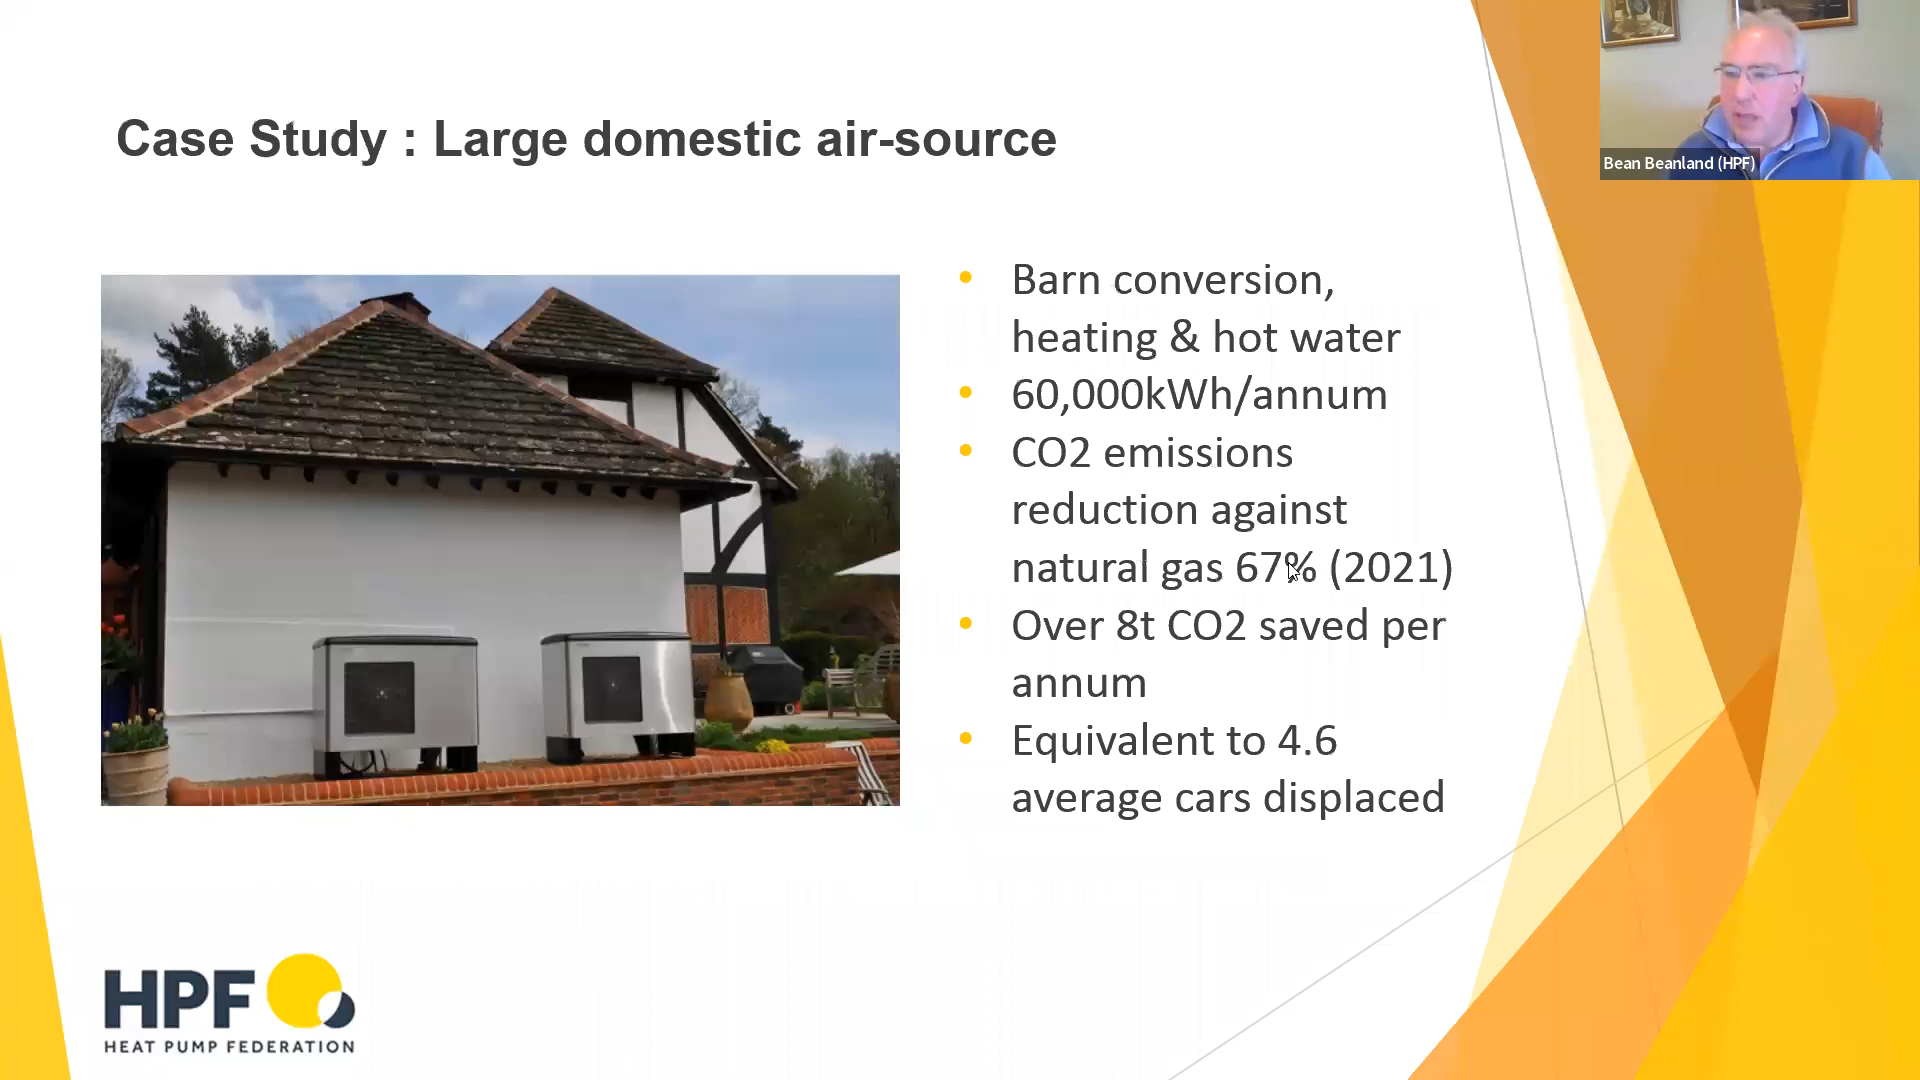 Case Study : Large domestic air-source
Bean Beanland (HPF)
Barn conversion,
heating & hot water
60,000kWh/annum
CO2 emissions
reduction against
natural gas 67% (2021)
Over 8t CO2 saved per
annum
Equivalent to 4.6
average cars displaced
HPF
HEAT PUMP FEDERATION